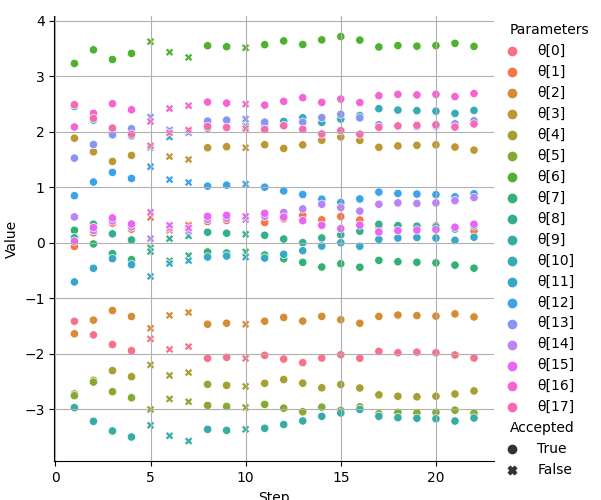 Parameters
θ[0]
θ[1]
θ[2]
θ[3]
θ[4]
θ[5]
θ[6]
θ[7]
θ[8]
θ[9]
θ[10]
θ[11]
θ[12]
θ[13]
θ[14]
θ[15]
θ[16]
θ[17]
Accepted
True
False
Value
4
3
2
1
0
−1
−2
−3
0
5
10
15
20
Step